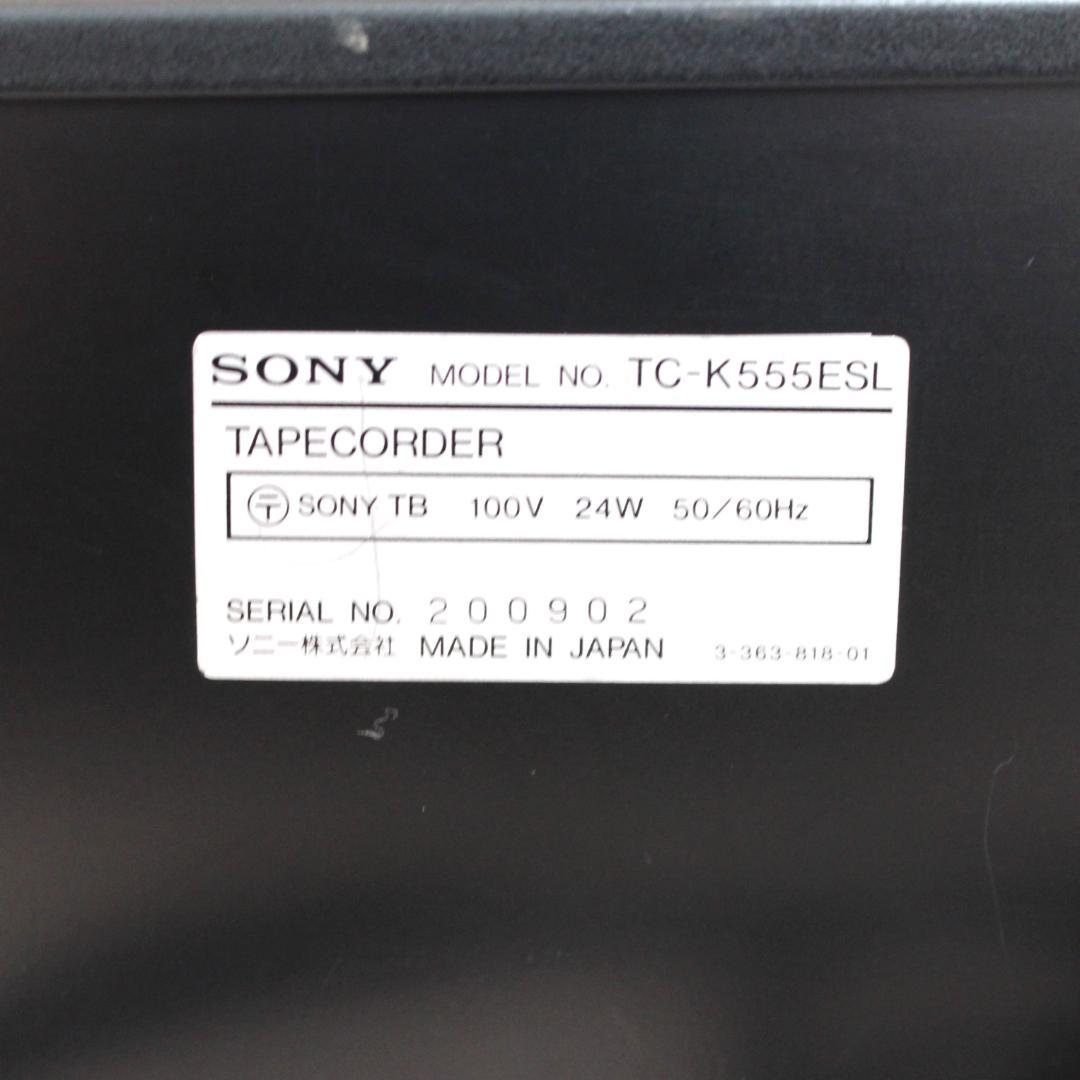 SONY MODEL NO. TC-K555ESL
TAPECORDER
〒 SONY TB 100V 24W 50/60Hz
SERIAL NO. 200902
ソニー株式会社 MADE IN JAPAN 3-363-818-01